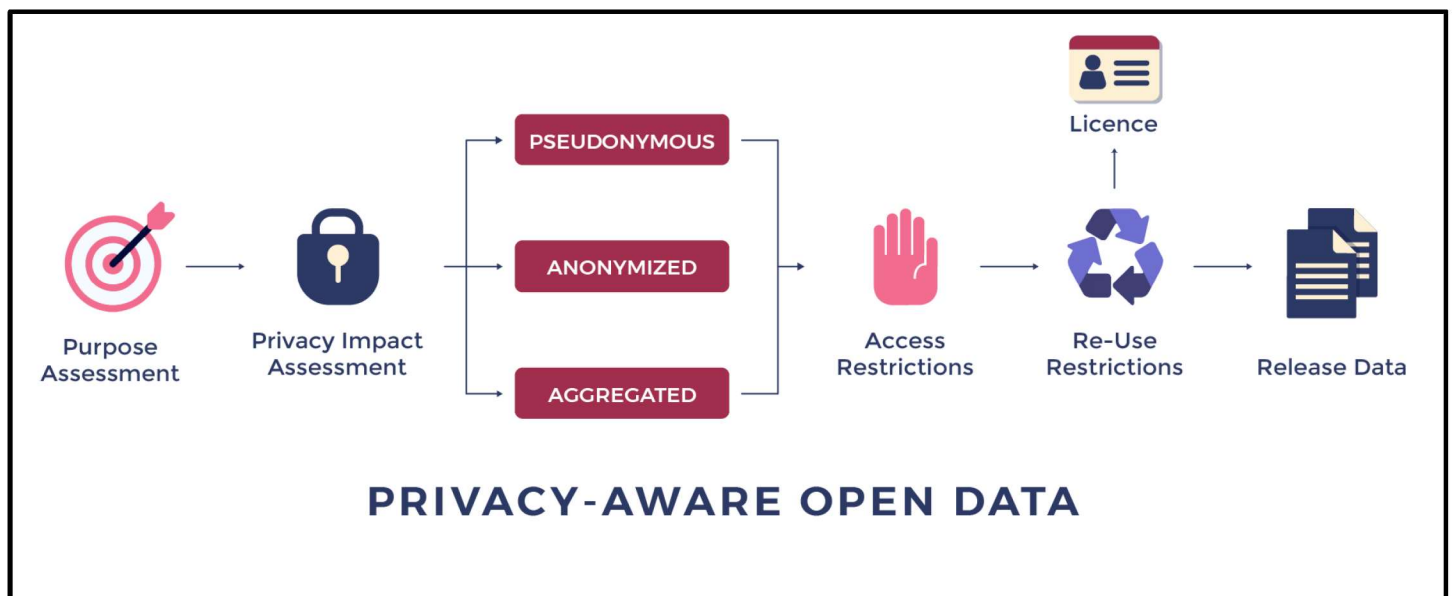 Purpose
Assessment
Privacy Impact
Assessment
PSEUDONYMOUS
ANONYMIZED
AGGREGATED
Access
Restrictions
Licence
Re-Use
Restrictions
Release Data
PRIVACY-AWARE OPEN DATA